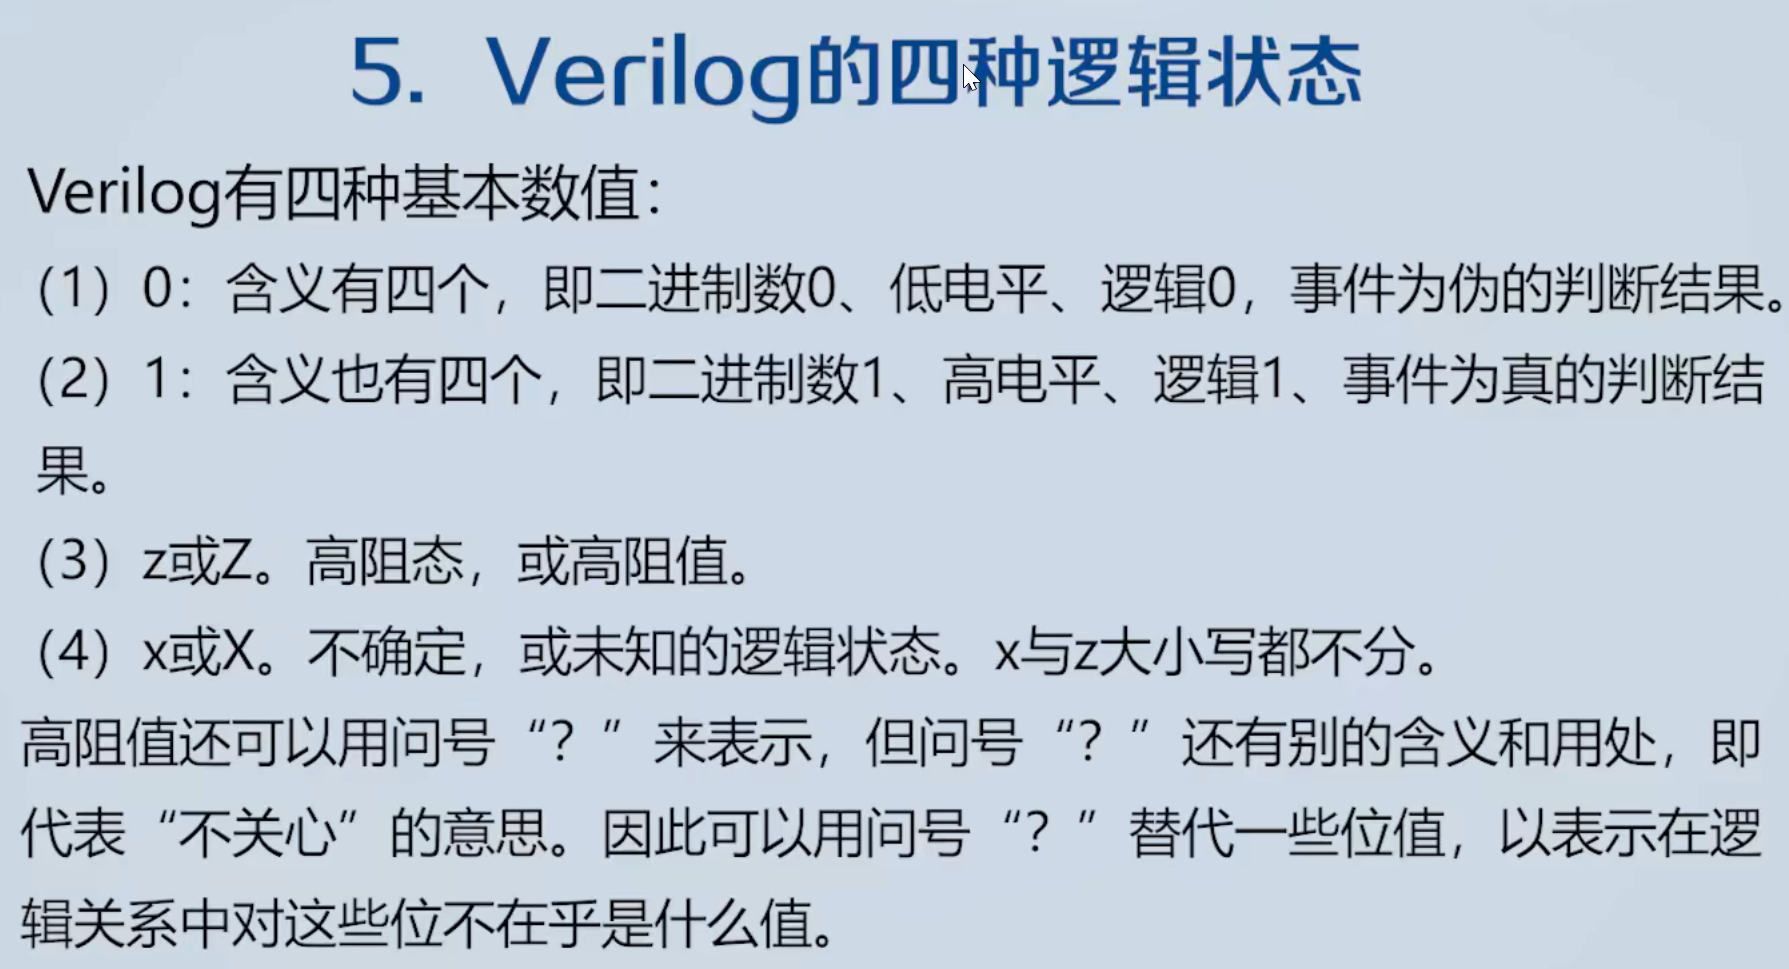 5. Verilog的四种逻辑状态
Verilog有四种基本数值：
（1）0：含义有四个，即二进制数0、低电平、逻辑0，事件为伪的判断结果。
（2）1：含义也有四个，即二进制数1、高电平、逻辑1、事件为真的判断结
果。
（3）z或Z。高阻态，或高阻值。
（4）x或X。不确定，或未知的逻辑状态。x与z大小写都不分。
高阻值还可以用问号“？”来表示，但问号“？”还有别的含义和用处，即
代表“不关心”的意思。因此可以用问号“？”替代一些位值，以表示在逻
辑关系中对这些位不在乎是什么值。